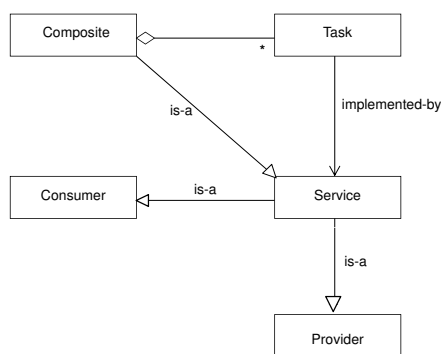 Composite
Task
*
implemented-by
is-a
Consumer
is-a
Service
is-a
Provider